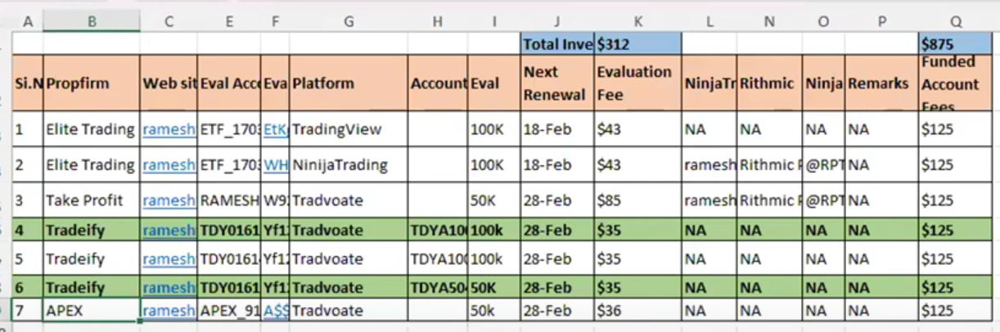 A B C E F G H I J K L N O P Q
Total Inve $312 $875
Si.N Propfirm Web sit Eval Acc Eva Platform Account Eval Next Renewal Evaluation Fee NinjaTr Rithmic Ninja Remarks Funded Account Fees
1 Elite Trading ramesh ETF_1703 EtK TradingView 100K 18-Feb $43 NA NA NA NA $125
2 Elite Trading ramesh ETF_1703 WH NinijaTrading 100K 18-Feb $43 ramesh Rithmic @RPT NA $125
3 Take Profit ramesh RAMESH W92 Tradvoate 50K 28-Feb $85 ramesh Rithmic @RPT NA $125
4 Tradeify ramesh TDY0161 Yf1 Tradvoate TDYA10 100k 28-Feb $35 NA NA NA NA $125
5 Tradeify ramesh TDY0161 Yf1 Tradvoate TDYA10 100k 28-Feb $35 NA NA NA NA $125
6 Tradeify ramesh TDY0161 Yf1 Tradvoate TDYA50 50K 28-Feb $35 NA NA NA NA $125
7 APEX ramesh APEX_91 A$$ Tradvoate 50k 28-Feb $36 NA NA NA NA $125